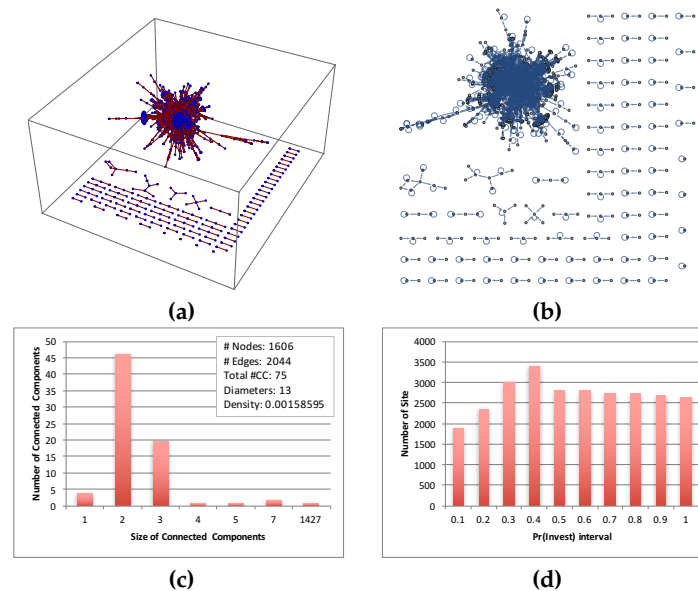 (a)
(b)
Number of Connected Components
50
45
40
35
30
25
20
15
10
5
0
# Nodes: 1606
# Edges: 2044
Total #CC: 75
Diameters: 13
Density: 0.00158595
1 2 3 4 5 7 1427
Size of Connected Components
(c)
Number of Site
4000
3500
3000
2500
2000
1500
1000
500
0
0.1 0.2 0.3 0.4 0.5 0.6 0.7 0.8 0.9 1
Pr(Invest) interval
(d)